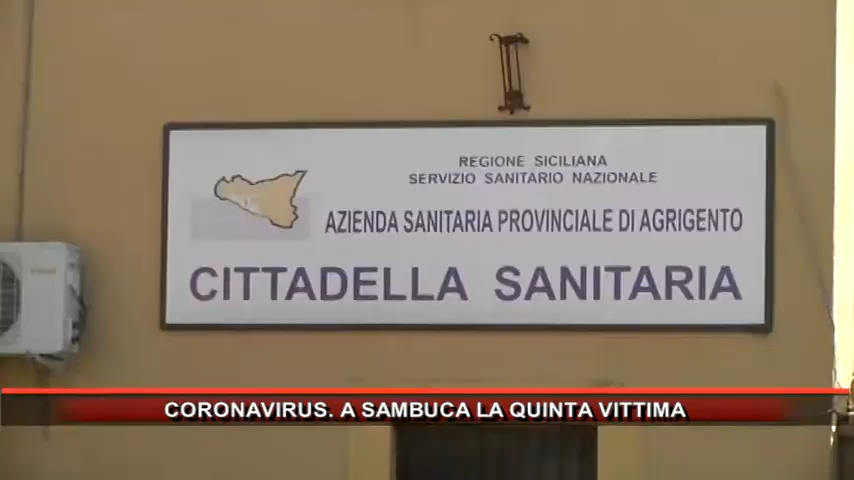 REGIONE SICILIANA
SERVIZIO SANITARIO NAZIONALE
AZIENDA SANITARIA PROVINCIALE DI AGRIGENTO
CITTADELLA SANITARIA
CORONAVIRUS. A SAMBUCA LA QUINTA VITTIMA